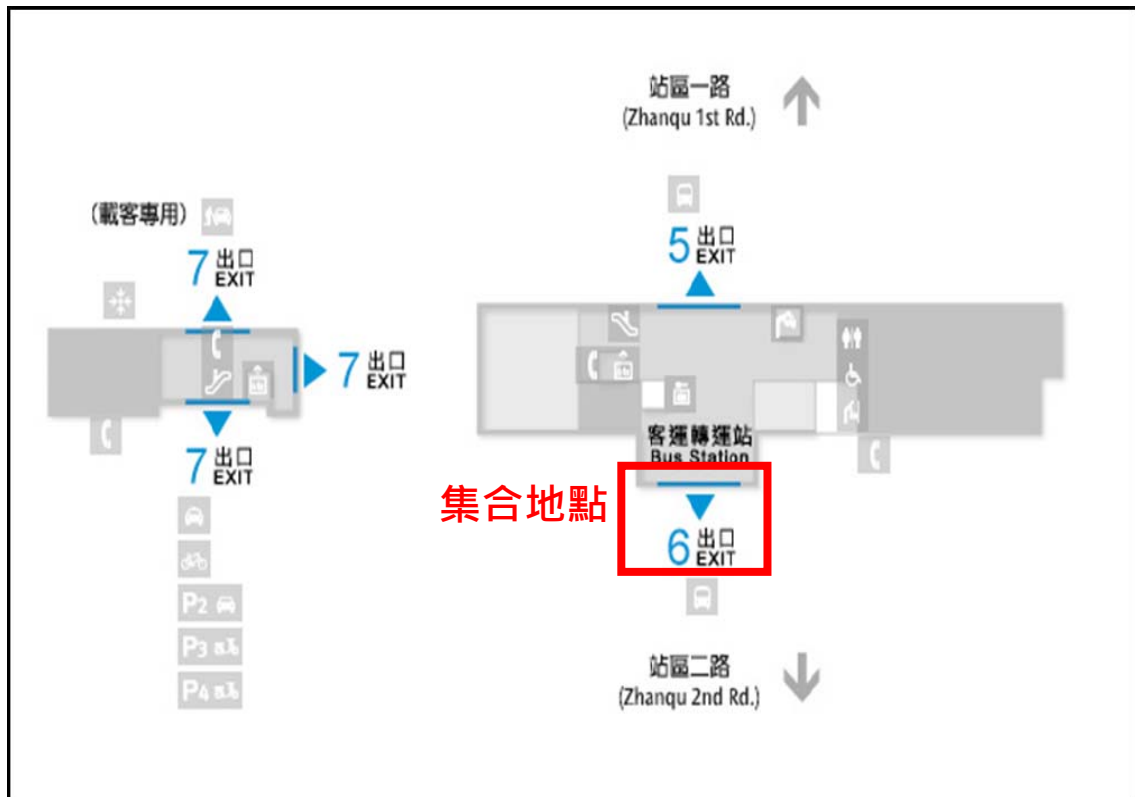 站區一路
(Zhanqu 1st Rd.)
(載客專用)
7 出口 EXIT
5 出口 EXIT
7 出口 EXIT
7 出口 EXIT
客運轉運站
Bus Station
集合地點
6 出口 EXIT
P2
P3
P4
站區二路
(Zhanqu 2nd Rd.)